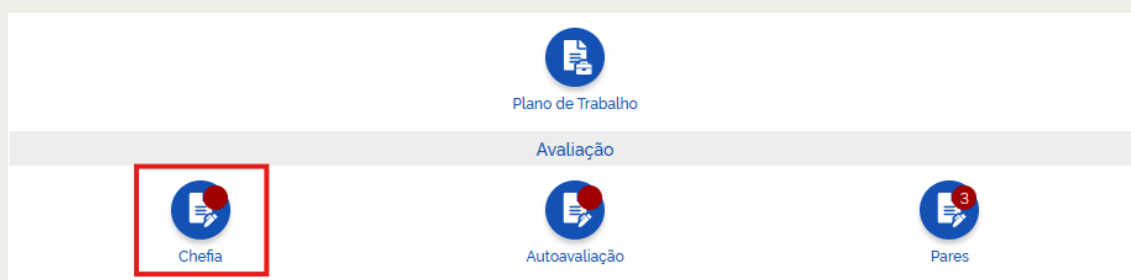 Plano de Trabalho
Avaliação
3
Chefia
Autoavaliação
Pares